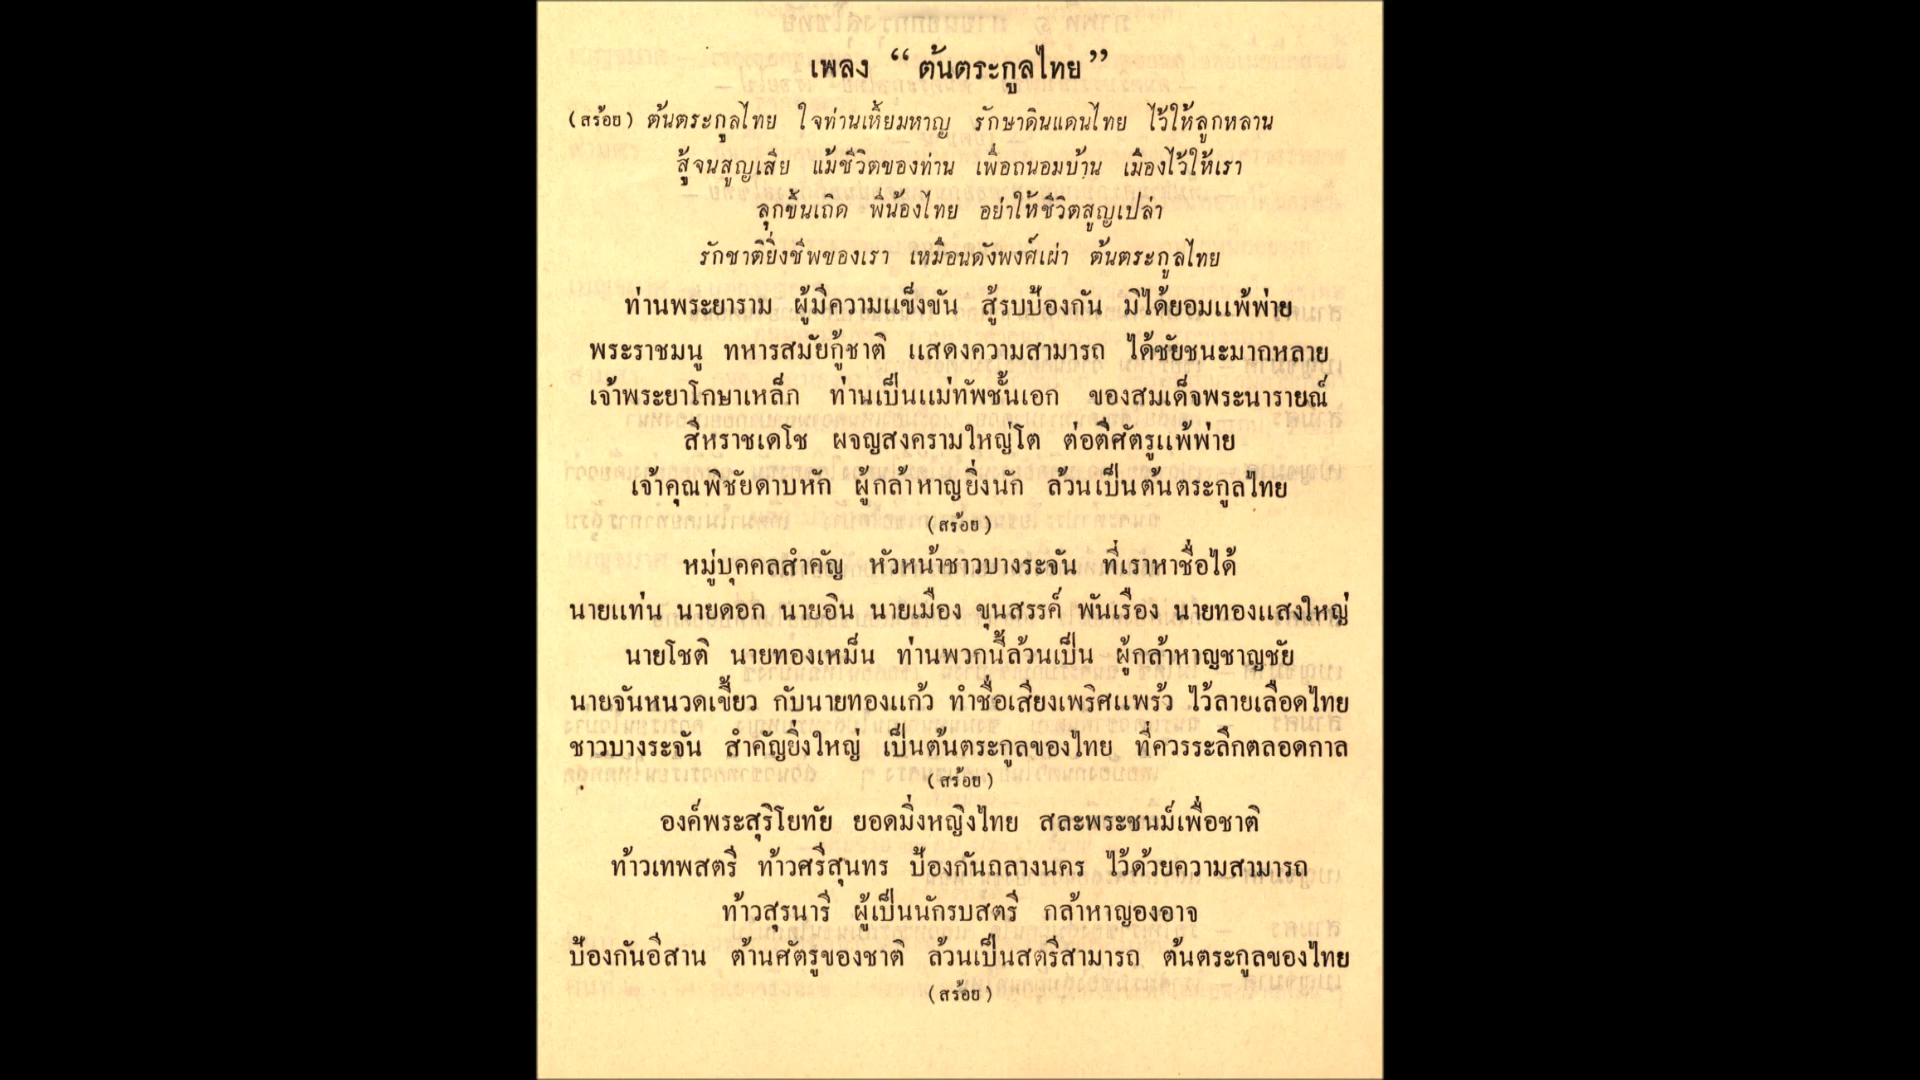 เพลง “ ต้นตระกูลไทย ”
(สร้อย) ต้นตระกูลไทย ใจท่านเหี้ยมหาญ รักษาดินแดนไทย ไว้ให้ลูกหลาน
สู้จนสูญเสีย แม้ชีวิตของท่าน เพื่อถนอมบ้าน เมืองไว้ให้เรา
ลุกขึ้นเถิด พี่น้องไทย อย่าให้ชีวิตสูญเปล่า
รักชาติยิ่งชีพของเรา เหมือนดังพงศ์เผ่า ต้นตระกูลไทย
ท่านพระยาราม ผู้มีความแข็งขัน สู้รบป้องกัน มิได้ยอมแพ้พ่าย
พระราชมนู ทหารสมัยกู้ชาติ แสดงความสามารถ ได้ชัยชนะมากหลาย
เจ้าพระยาโกษาเหล็ก ท่านเป็นแม่ทัพชั้นเอก ของสมเด็จพระนารายณ์
สีหราชเดโช ผจญสงครามใหญ่โต ต่อตีศัตรูแพ้พ่าย
เจ้าคุณพิชัยดาบหัก ผู้กล้าหาญยิ่งนัก ล้วนเป็นต้นตระกูลไทย
(สร้อย)
หมู่บุคคลสำคัญ หัวหน้าชาวบางระจัน ที่เราหาชื่อได้
นายแท่น นายดอก นายอิน นายเมือง ขุนสรรค์ พันเรือง นายทองแสงใหญ่
นายโชติ นายทองเหม็น ท่านพวกนี้ล้วนเป็น ผู้กล้าหาญชาญชัย
นายจันหนวดเขี้ยว กับนายทองแก้ว ทำชื่อเสียงเพริศแพร้ว ไว้ลายเลือดไทย
ชาวบางระจัน สำคัญยิ่งใหญ่ เป็นต้นตระกูลของไทย ที่ควรระลึกตลอดกาล
(สร้อย)
องค์พระสุริโยทัย ยอดมิ่งหญิงไทย สละพระชนม์เพื่อชาติ
ท้าวเทพสตรี ท้าวศรีสุนทร ป้องกันถลางนคร ไว้ด้วยความสามารถ
ท้าวสุรนารี ผู้เป็นนักรบสตรี กล้าหาญองอาจ
ป้องกันอีสาน ต้านศัตรูของชาติ ล้วนเป็นสตรีสามารถ ต้นตระกูลของไทย
(สร้อย)